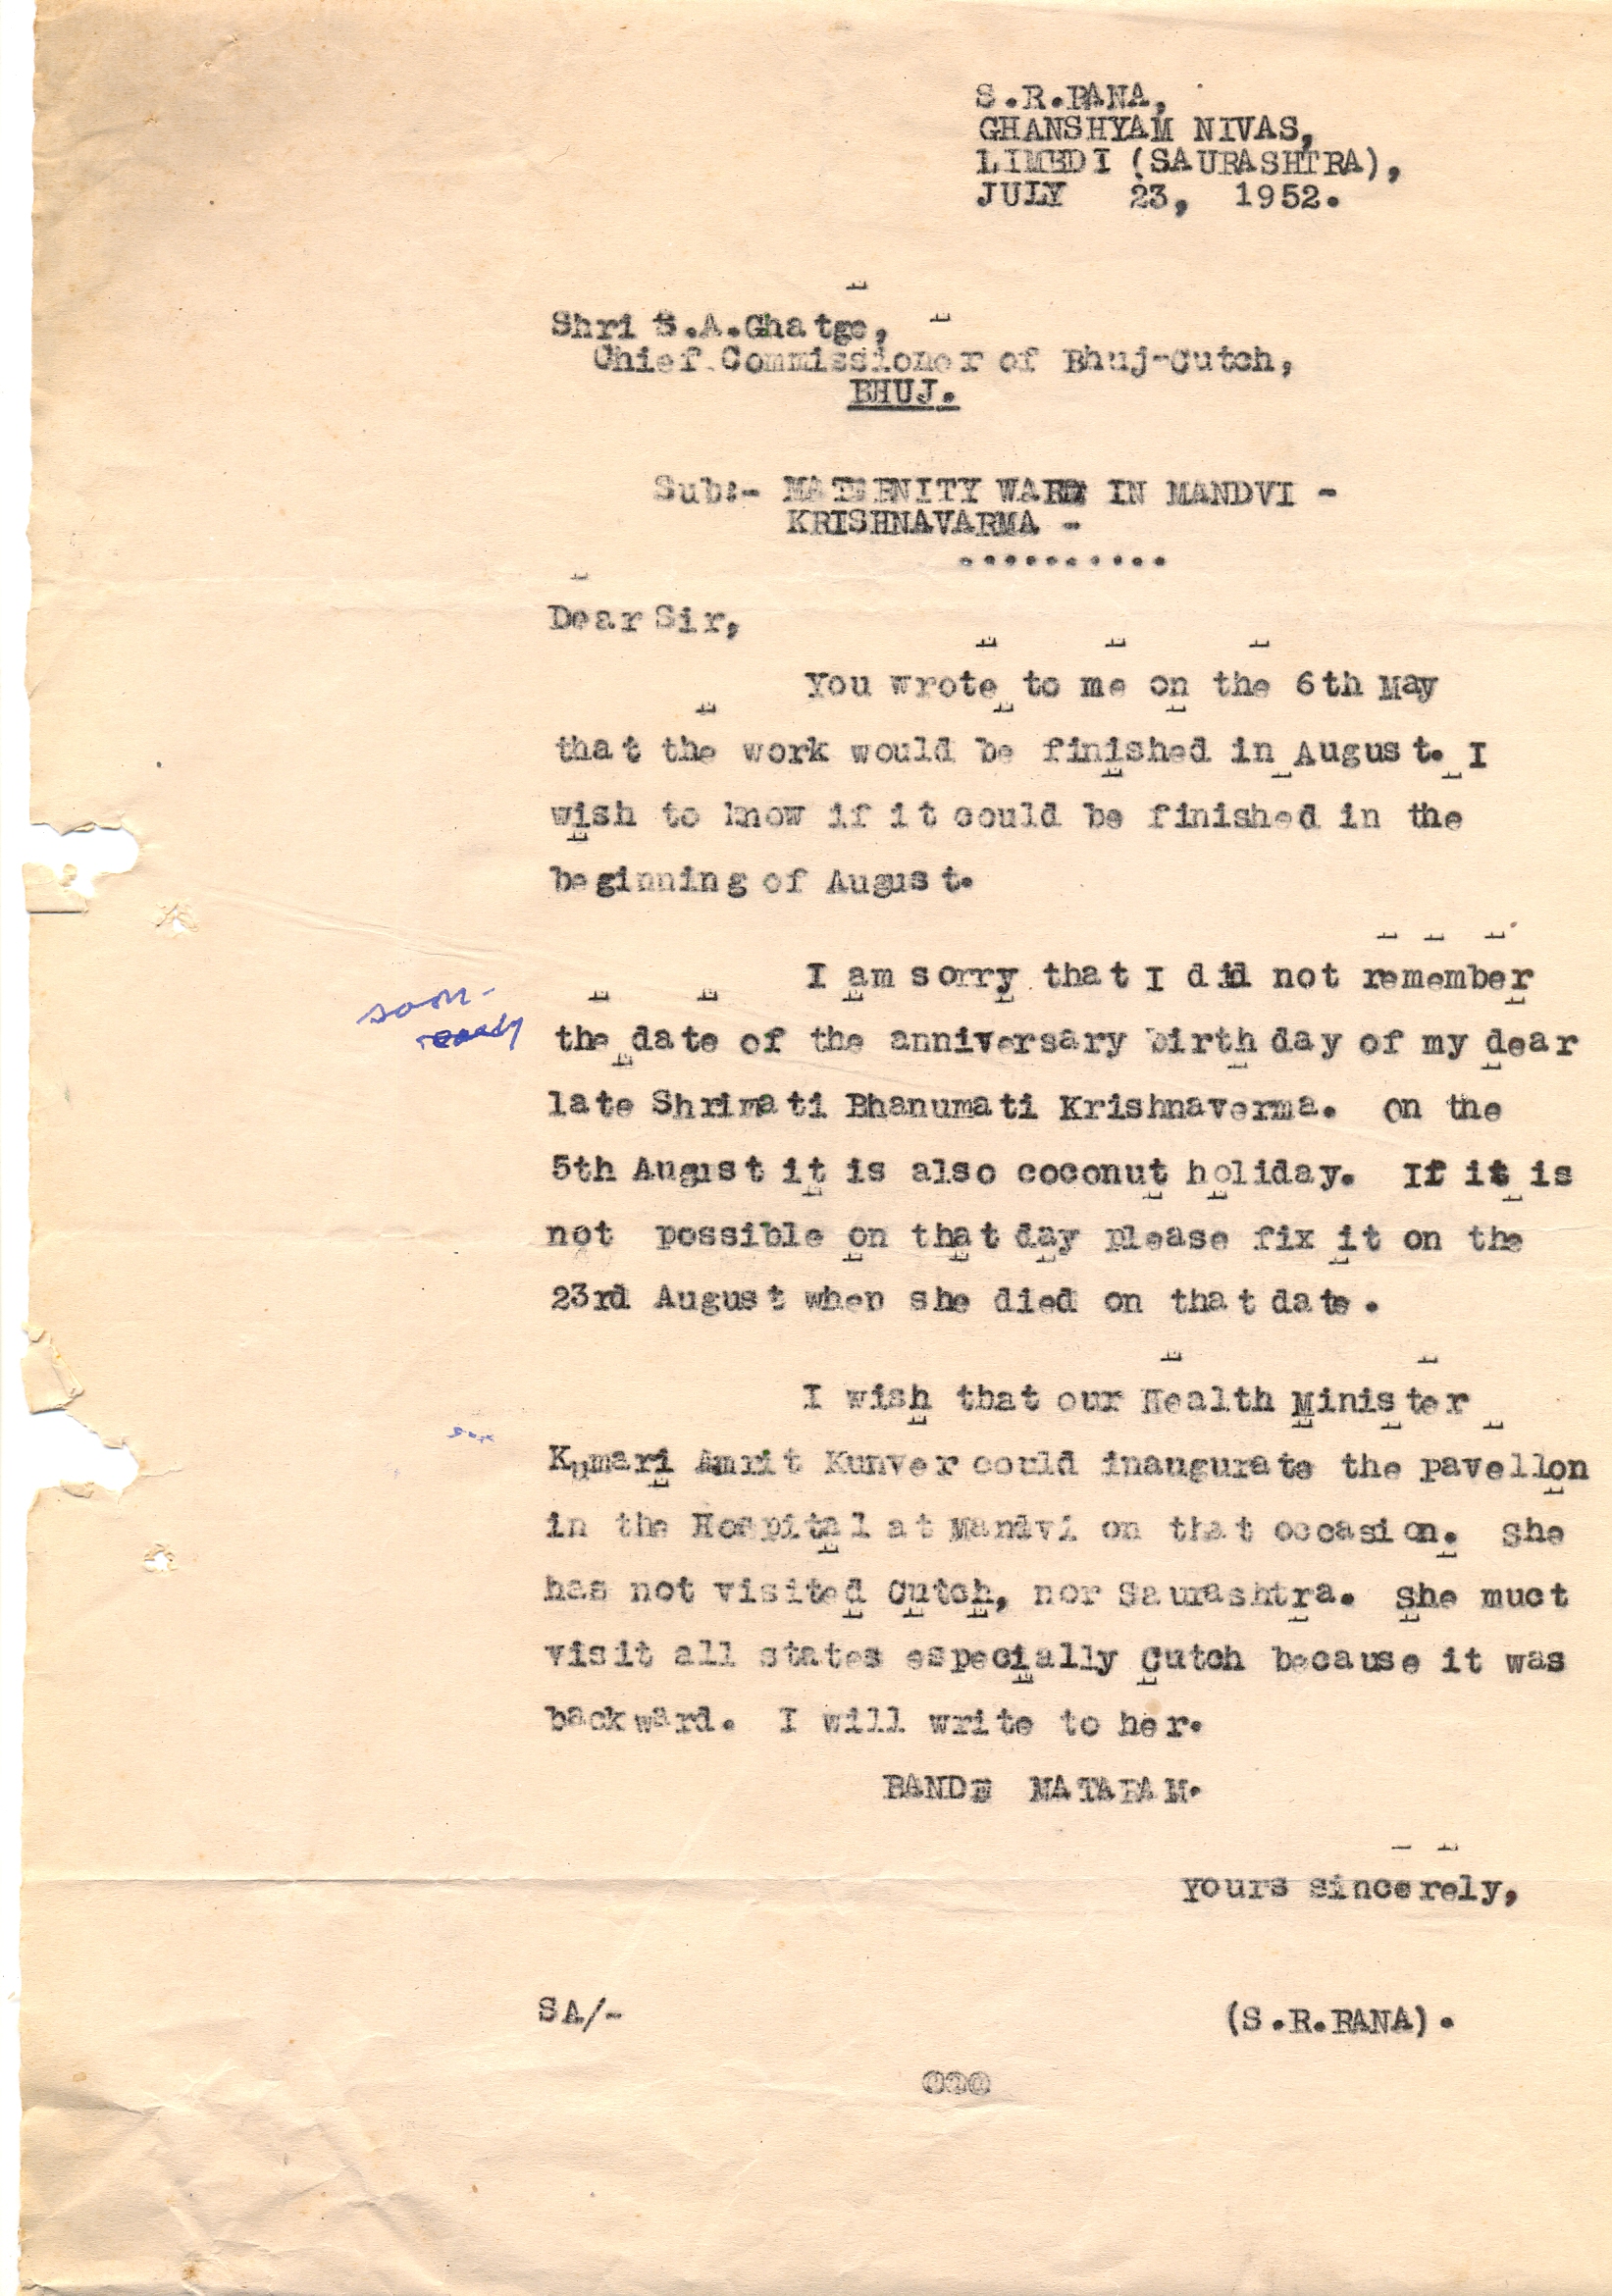 S.R.RANA,
GHANSHYAM NIVAS,
LIMBDI (SAURASHTRA),
JULY 23, 1952.
Shri S.A.Ghatge,
Chief Commissioner of Bhuj-Cutch,
BHUJ.
Sub:- MATERNITY WARD IN MANDVI -
KRISHNAVARMA -
..........
Dear Sir,
You wrote to me on the 6th May
that the work would be finished in August. I
wish to know if it could be finished in the
beginning of August.
I am sorry that I did not remember
soon-
ready
the date of the anniversary birth day of my dear
late Shrimati Bhanumati Krishnaverma. On the
5th August it is also coconut holiday. If it is
not possible on that day please fix it on the
23rd August when she died on that date.
I wish that our Health Minister
Kumari Amrit Kunver could inaugurate the pavellon
in the Hospital at Mandvi on that occasion. She
has not visited Cutch, nor Saurashtra. She muct
visit all states especially Cutch because it was
backward. I will write to her.
BANDE MATARAM.
Yours sincerely,
SA/-
(S.R.RANA).